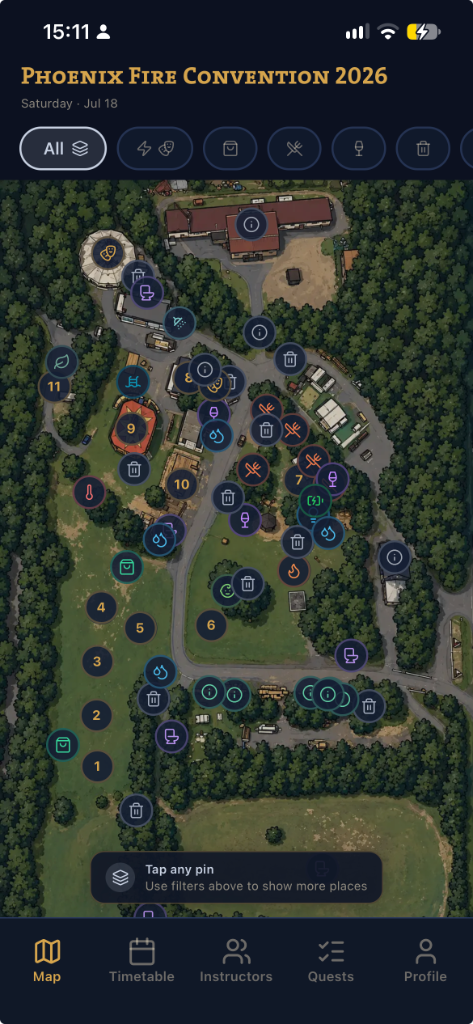 15:11
Phoenix Fire Convention 2026
Saturday · Jul 18
All
8
11
9
7
10
4
5
6
3
2
1
Tap any pin
Use filters above to show more places
Map
Timetable
Instructors
Quests
Profile